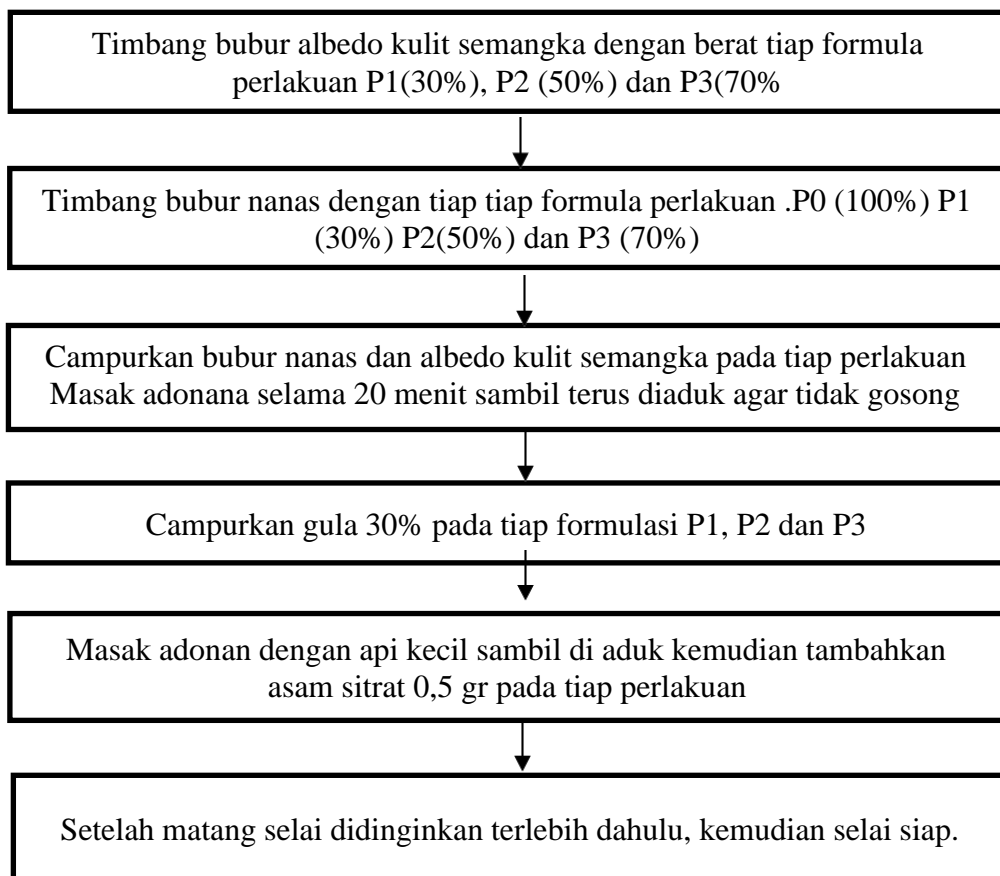 Timbang bubur albedo kulit semangka dengan berat tiap formula
perlakuan P1(30%), P2 (50%) dan P3(70%
Timbang bubur nanas dengan tiap tiap formula perlakuan .P0 (100%) P1
(30%) P2(50%) dan P3 (70%)
Campurkan bubur nanas dan albedo kulit semangka pada tiap perlakuan
Masak adonana selama 20 menit sambil terus diaduk agar tidak gosong
Campurkan gula 30% pada tiap formulasi P1, P2 dan P3
Masak adonan dengan api kecil sambil di aduk kemudian tambahkan
asam sitrat 0,5 gr pada tiap perlakuan
Setelah matang selai didinginkan terlebih dahulu, kemudian selai siap.